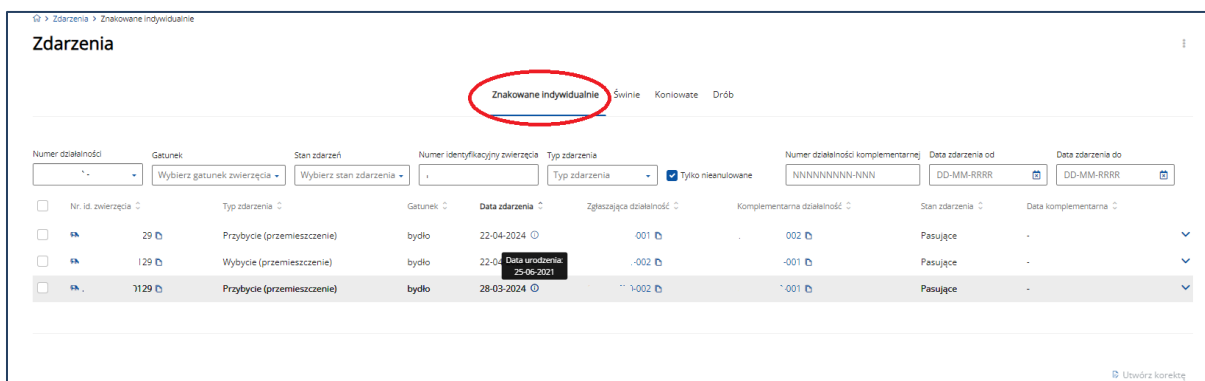 Zdarzenia > Znakowane indywidualnie
Zdarzenia
Znakowane indywidualnie Świnie Koniowate Drób
Numer działalności Gatunek Stan zdarzeń Numer identyfikacyjny zwierzęcia Typ zdarzenia Numer działalności komplementarnej Data zdarzenia od Data zdarzenia do
Wybierz gatunek zwierzęcia Wybierz stan zdarzenia Typ zdarzenia Tylko nieanulowane NNNNNNNNN-NNN DD-MM-RRRR DD-MM-RRRR
Nr. id. zwierzęcia Typ zdarzenia Gatunek Data zdarzenia Zgłaszająca działalność Komplementarna działalność Stan zdarzenia Data komplementarna
29 Przybycie (przemieszczenie) bydło 22-04-2024 -001 002 Pasujące -
129 Wybycie (przemieszczenie) bydło 22-04 -002 -001 Pasujące -
Data urodzenia:
25-06-2021
0129 Przybycie (przemieszczenie) bydło 28-03-2024 -002 -001 Pasujące -
Utwórz korektę